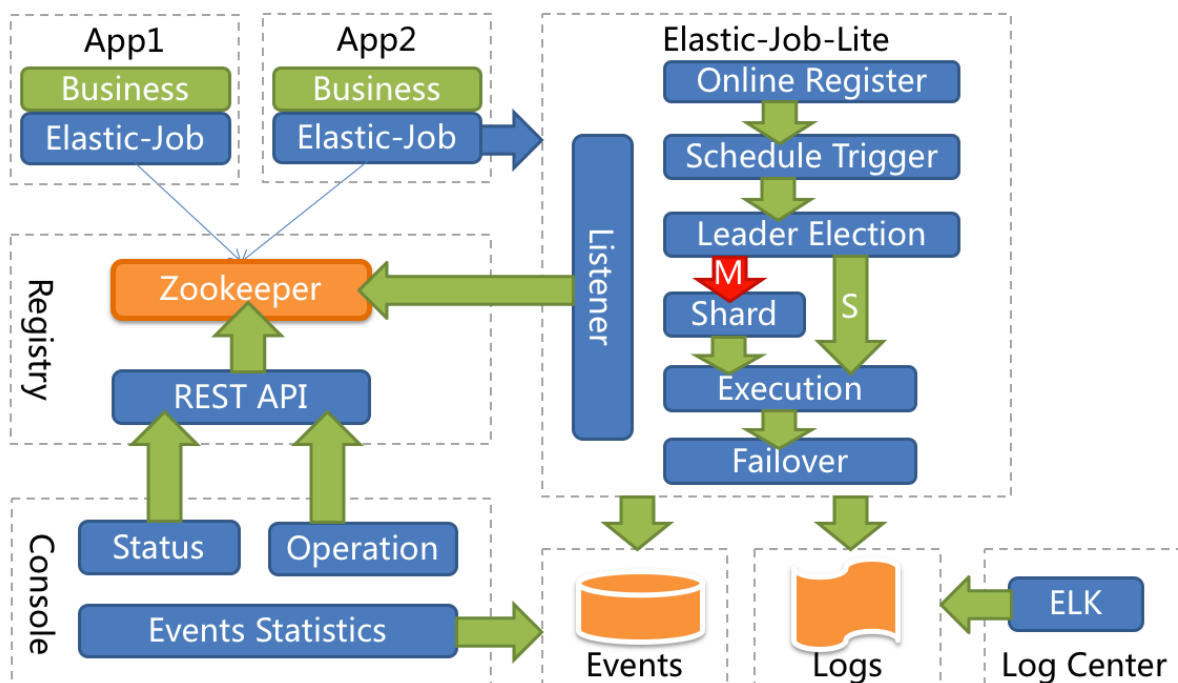 App1
Business
Elastic-Job
App2
Business
Elastic-Job
Elastic-Job-Lite
Online Register
Schedule Trigger
Leader Election
M
S
Shard
Execution
Failover
Listener
Registry
Zookeeper
REST API
Console
Status
Operation
Events Statistics
Events
Logs
ELK
Log Center